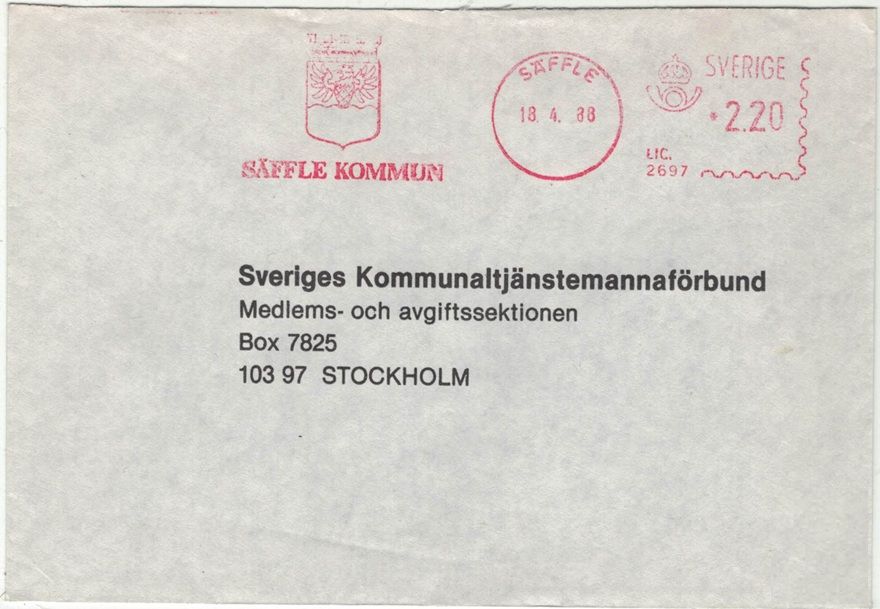 SÄFFLE KOMMUN
SÄFFLE
18. 4. 88
SVERIGE
*2.20
LIC.
2697
Sveriges Kommunaltjänstemannaförbund
Medlems- och avgiftssektionen
Box 7825
103 97 STOCKHOLM